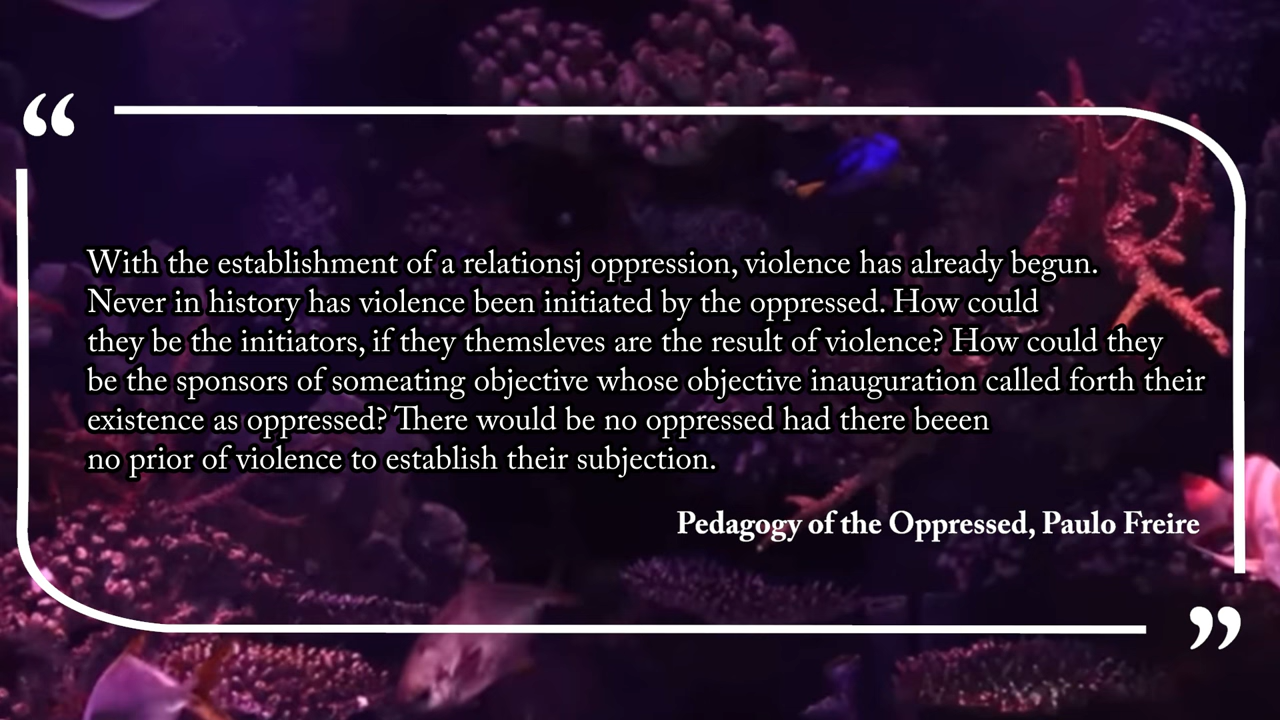 “
With the establishment of a relationsj oppression, violence has already begun.
Never in history has violence been initiated by the oppressed. How could
they be the initiators, if they themsleves are the result of violence? How could they
be the sponsors of someating objective whose objective inauguration called forth their
existence as oppressed? There would be no oppressed had there beeen
no prior of violence to establish their subjection.
Pedagogy of the Oppressed, Paulo Freire
”